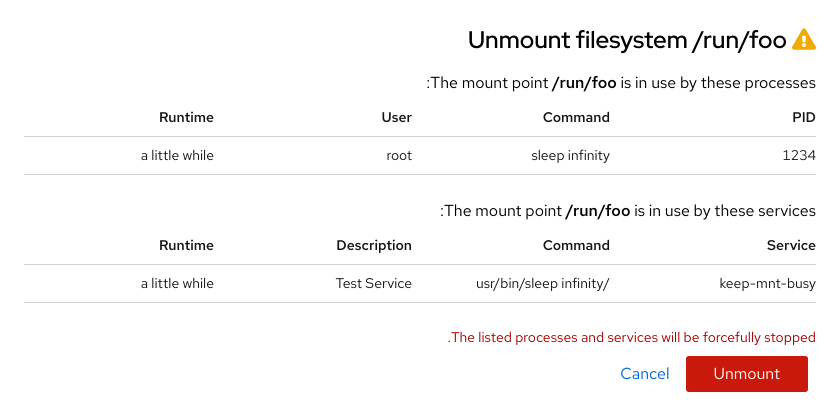 Unmount filesystem /run/foo
:The mount point /run/foo is in use by these processes
Runtime User Command PID
a little while root sleep infinity 1234
:The mount point /run/foo is in use by these services
Runtime Description Command Service
a little while Test Service usr/bin/sleep infinity/ keep-mnt-busy
.The listed processes and services will be forcefully stopped
Cancel Unmount